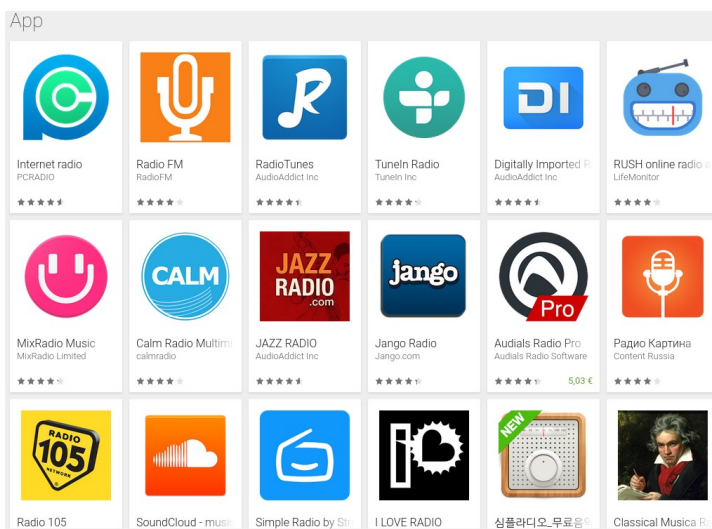 App
Internet radio
PCRADIO
Radio FM
RadioFM
RadioTunes
AudioAddict Inc
TuneIn Radio
TuneIn Inc
DI
Digitally Imported
AudioAddict Inc
RUSH online radio
LifeMonitor
MixRadio Music
MixRadio Limited
CALM
Calm Radio
calmradio
JAZZ
RADIO
.com
JAZZ RADIO
AudioAddict Inc
jango
Jango Radio
Jango.com
Pro
Audials Radio Pro
Audials Radio Software
5,03 €
Радио Картина
Content Russia
RADIO
105
NETWORK
Radio 105
SoundCloud -
Simple Radio by
I LOVE RADIO
NEW
심플라디오_무료음
Classical Musica